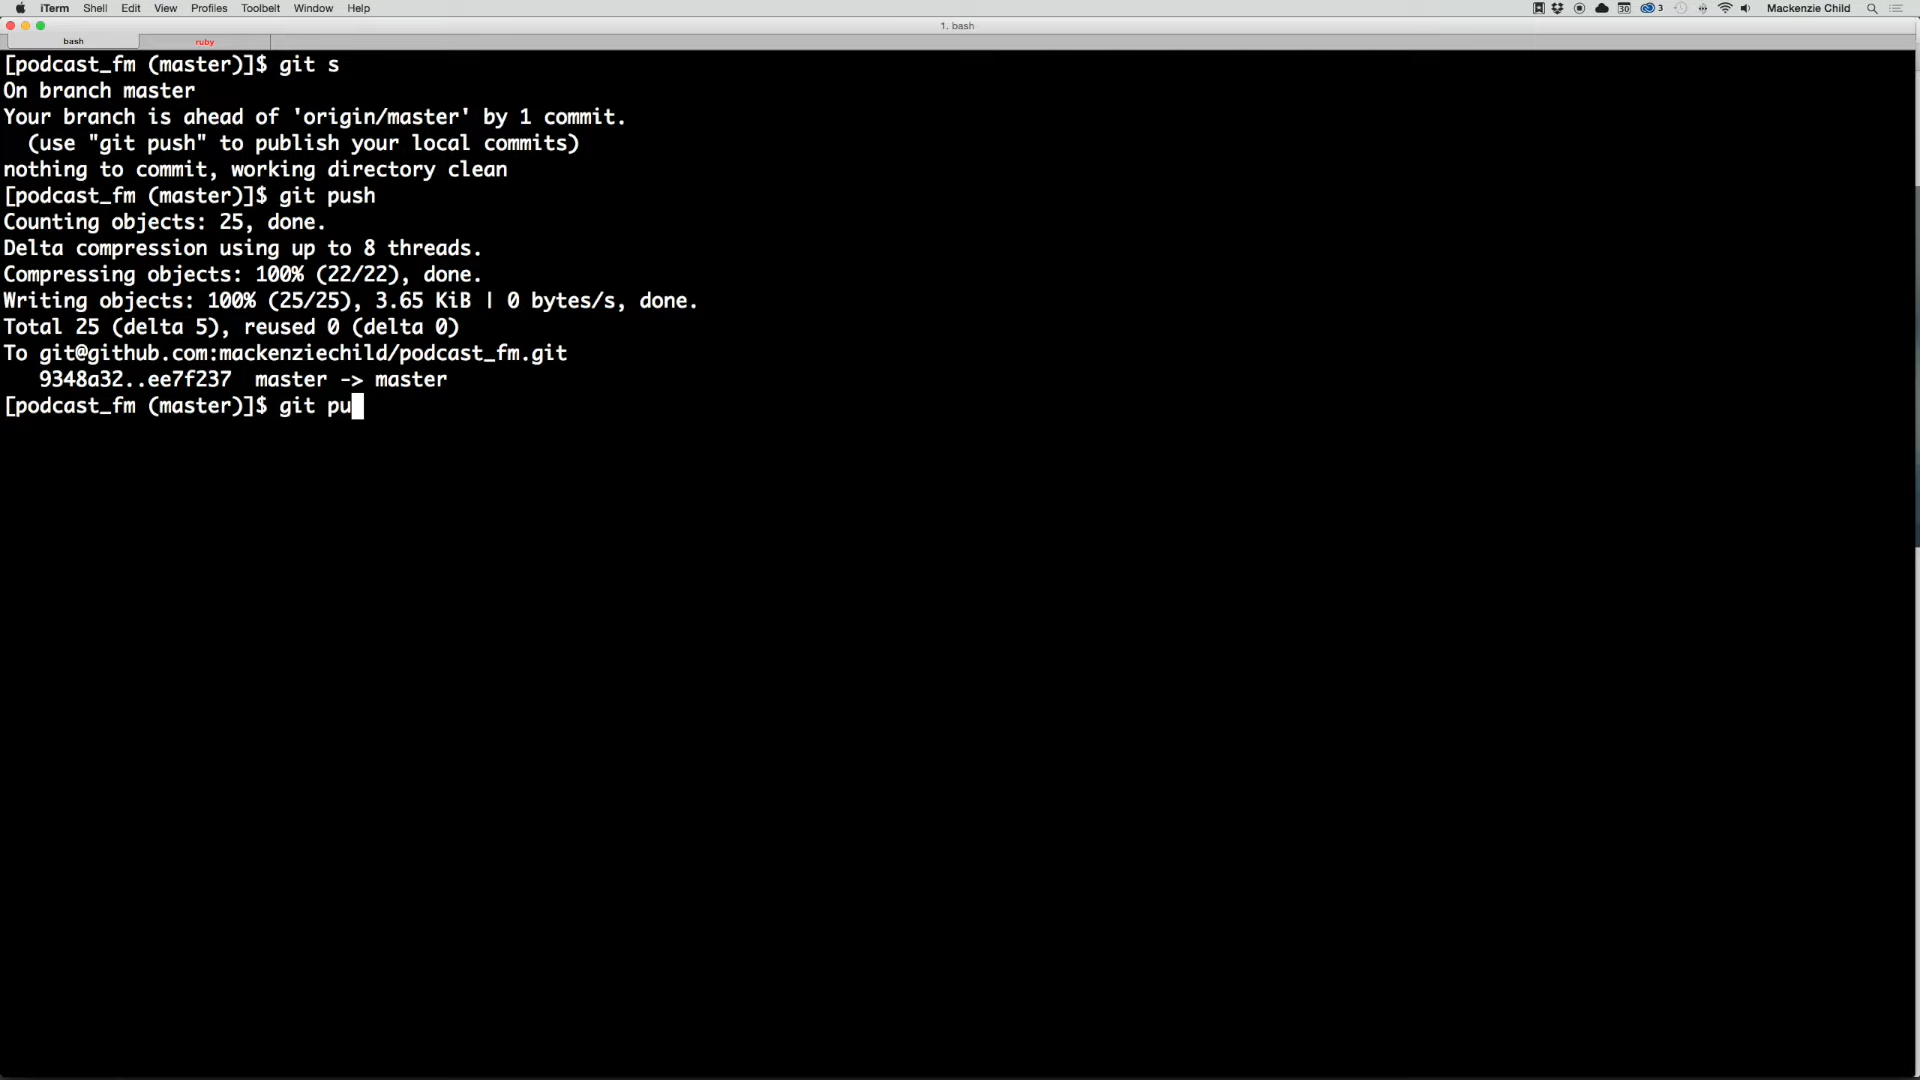 iTerm Shell Edit View Profiles Toolbelt Window Help 30 3 Mackenzie Child
1. bash
bash ruby
[podcast_fm (master)]$ git s
On branch master
Your branch is ahead of 'origin/master' by 1 commit.
  (use "git push" to publish your local commits)
nothing to commit, working directory clean
[podcast_fm (master)]$ git push
Counting objects: 25, done.
Delta compression using up to 8 threads.
Compressing objects: 100% (22/22), done.
Writing objects: 100% (25/25), 3.65 KiB | 0 bytes/s, done.
Total 25 (delta 5), reused 0 (delta 0)
To git@github.com:mackenziechild/podcast_fm.git
   9348a32..ee7f237  master -> master
[podcast_fm (master)]$ git pu